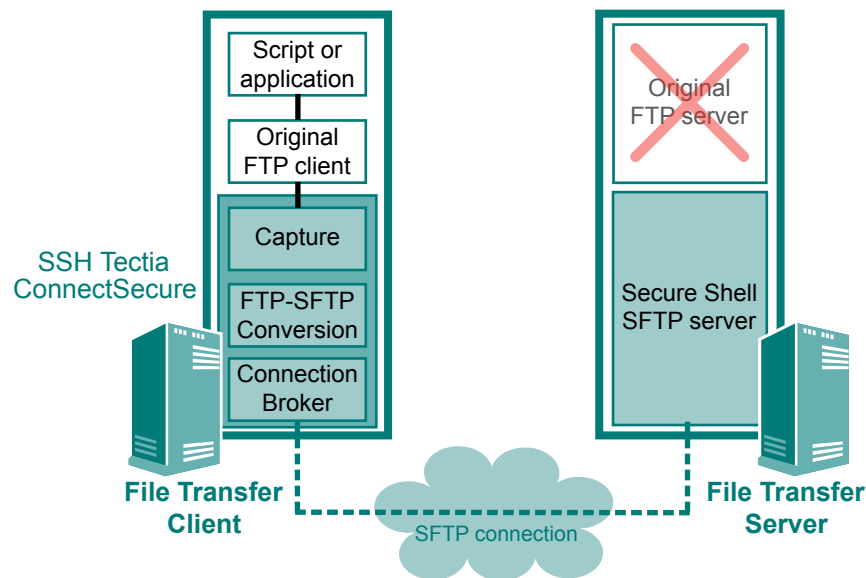 Script or
application
Original
FTP client
Capture
FTP-SFTP
Conversion
Connection
Broker
SSH Tectia
ConnectSecure
File Transfer
Client
Original
FTP server
Secure Shell
SFTP server
File Transfer
Server
SFTP connection